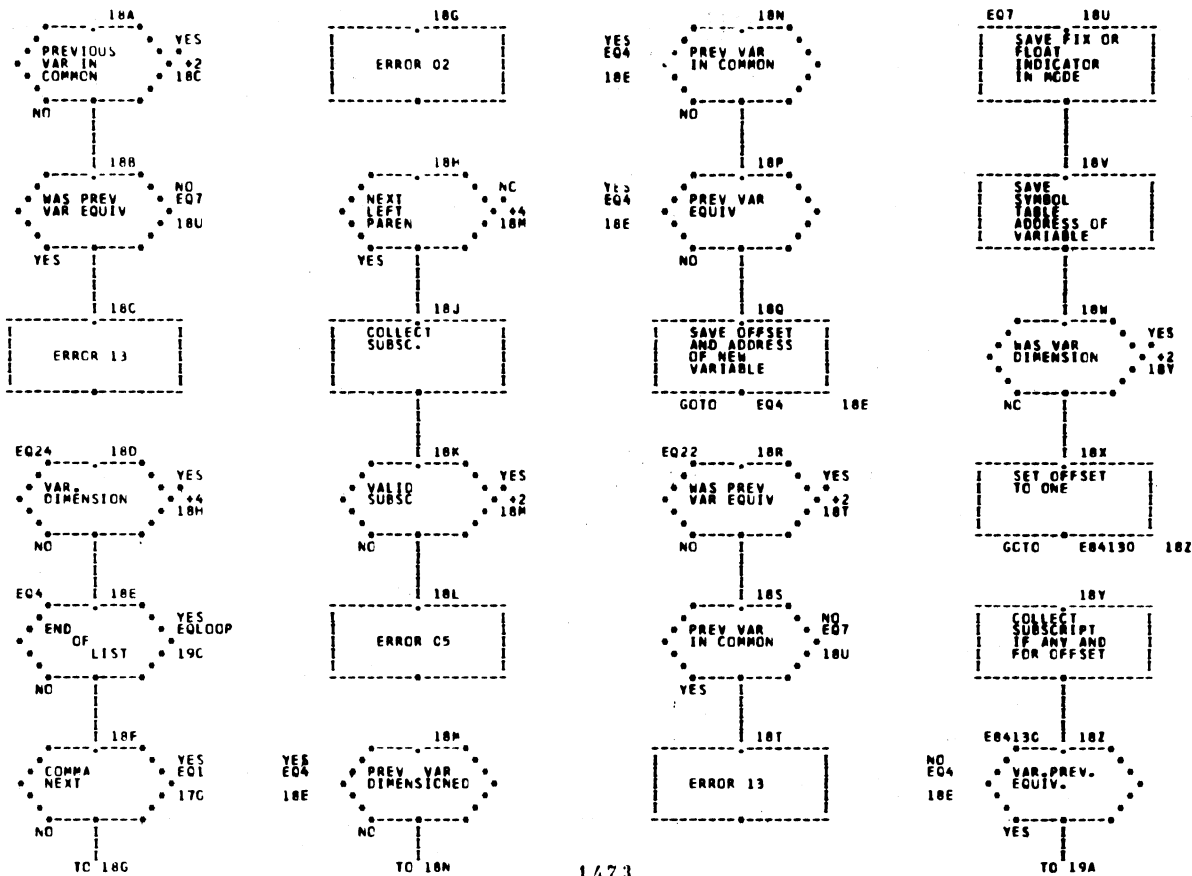 18A
PREVIOUS
VAR IN
COMMON
YES
+2
18C
NO
18B
WAS PREV
VAR EQUIV
NO
EQ7
18U
YES
18C
ERROR 13
EQ24 18D
VAR.
DIMENSION
YES
+4
18H
NO
EQ4 18E
END
OF
LIST
YES
EQLOOP
19C
NO
18F
COMMA
NEXT
YES
EQ1
17G
NO
TO 18G
18G
ERROR 02
18H
NEXT
LEFT
PAREN
NC
+4
18M
YES
18J
COLLECT
SUBSC.
18K
VALID
SUBSC
YES
+2
18M
NO
18L
ERROR 05
18M
YES
EQ4
18E
PREV VAR
DIMENSICNED
NC
TO 18N
18N
YES
EQ4
18E
PREV VAR
IN COMMON
NO
18P
YES
EQ4
18E
PREV VAR
EQUIV
NO
18Q
SAVE OFFSET
AND ADDRESS
OF NEW
VARIABLE
GOTO EQ4 18E
EQ22 18R
WAS PREV
VAR EQUIV
YES
+2
18T
NO
18S
PREV VAR
IN COMMON
NO
EQ7
18U
YES
18T
ERROR 13
EQ7 18U
SAVE FIX OR
FLOAT
INDICATOR
IN MODE
18V
SAVE
SYMBOL
TABLE
ADDRESS OF
VARIABLE
18W
WAS VAR
DIMENSION
YES
+2
18Y
NC
18X
SET OFFSET
TO ONE
GCTO E84130 18Z
18Y
COLLECT
SUBSCRIPT
IF ANY AND
FOR OFFSET
E8413C 18Z
NO
EQ4
18E
VAR.PREV.
EQUIV.
YES
TO 19A
1473